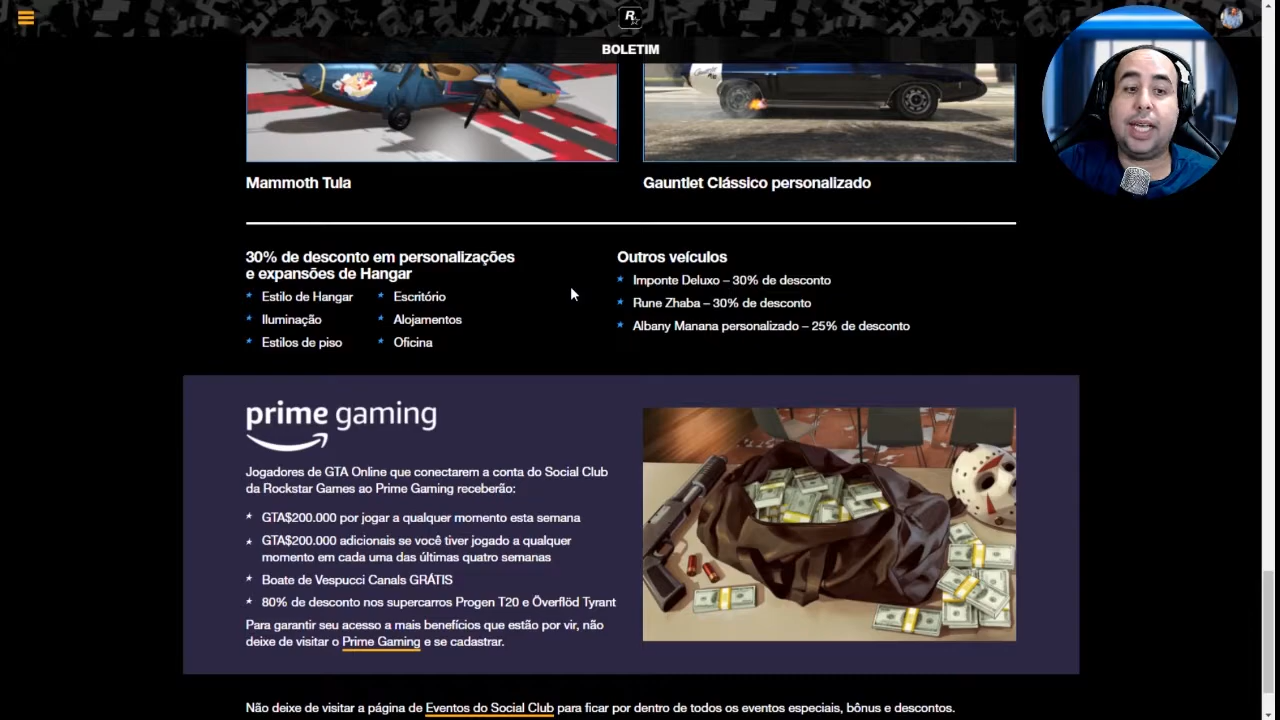 R
BOLETIM
Mammoth Tula
Gauntlet Clássico personalizado
30% de desconto em personalizações
e expansões de Hangar
* Estilo de Hangar
* Iluminação
* Estilos de piso
* Escritório
* Alojamentos
* Oficina
Outros veículos
* Imponte Deluxo – 30% de desconto
* Rune Zhaba – 30% de desconto
* Albany Manana personalizado – 25% de desconto
prime gaming
Jogadores de GTA Online que conectarem a conta do Social Club
da Rockstar Games ao Prime Gaming receberão:
* GTA$200.000 por jogar a qualquer momento esta semana
* GTA$200.000 adicionais se você tiver jogado a qualquer
momento em cada uma das últimas quatro semanas
* Boate de Vespucci Canals GRÁTIS
* 80% de desconto nos supercarros Progen T20 e Överflöd Tyrant
Para garantir seu acesso a mais benefícios que estão por vir, não
deixe de visitar o Prime Gaming e se cadastrar.
Não deixe de visitar a página de Eventos do Social Club para ficar por dentro de todos os eventos especiais, bônus e descontos.